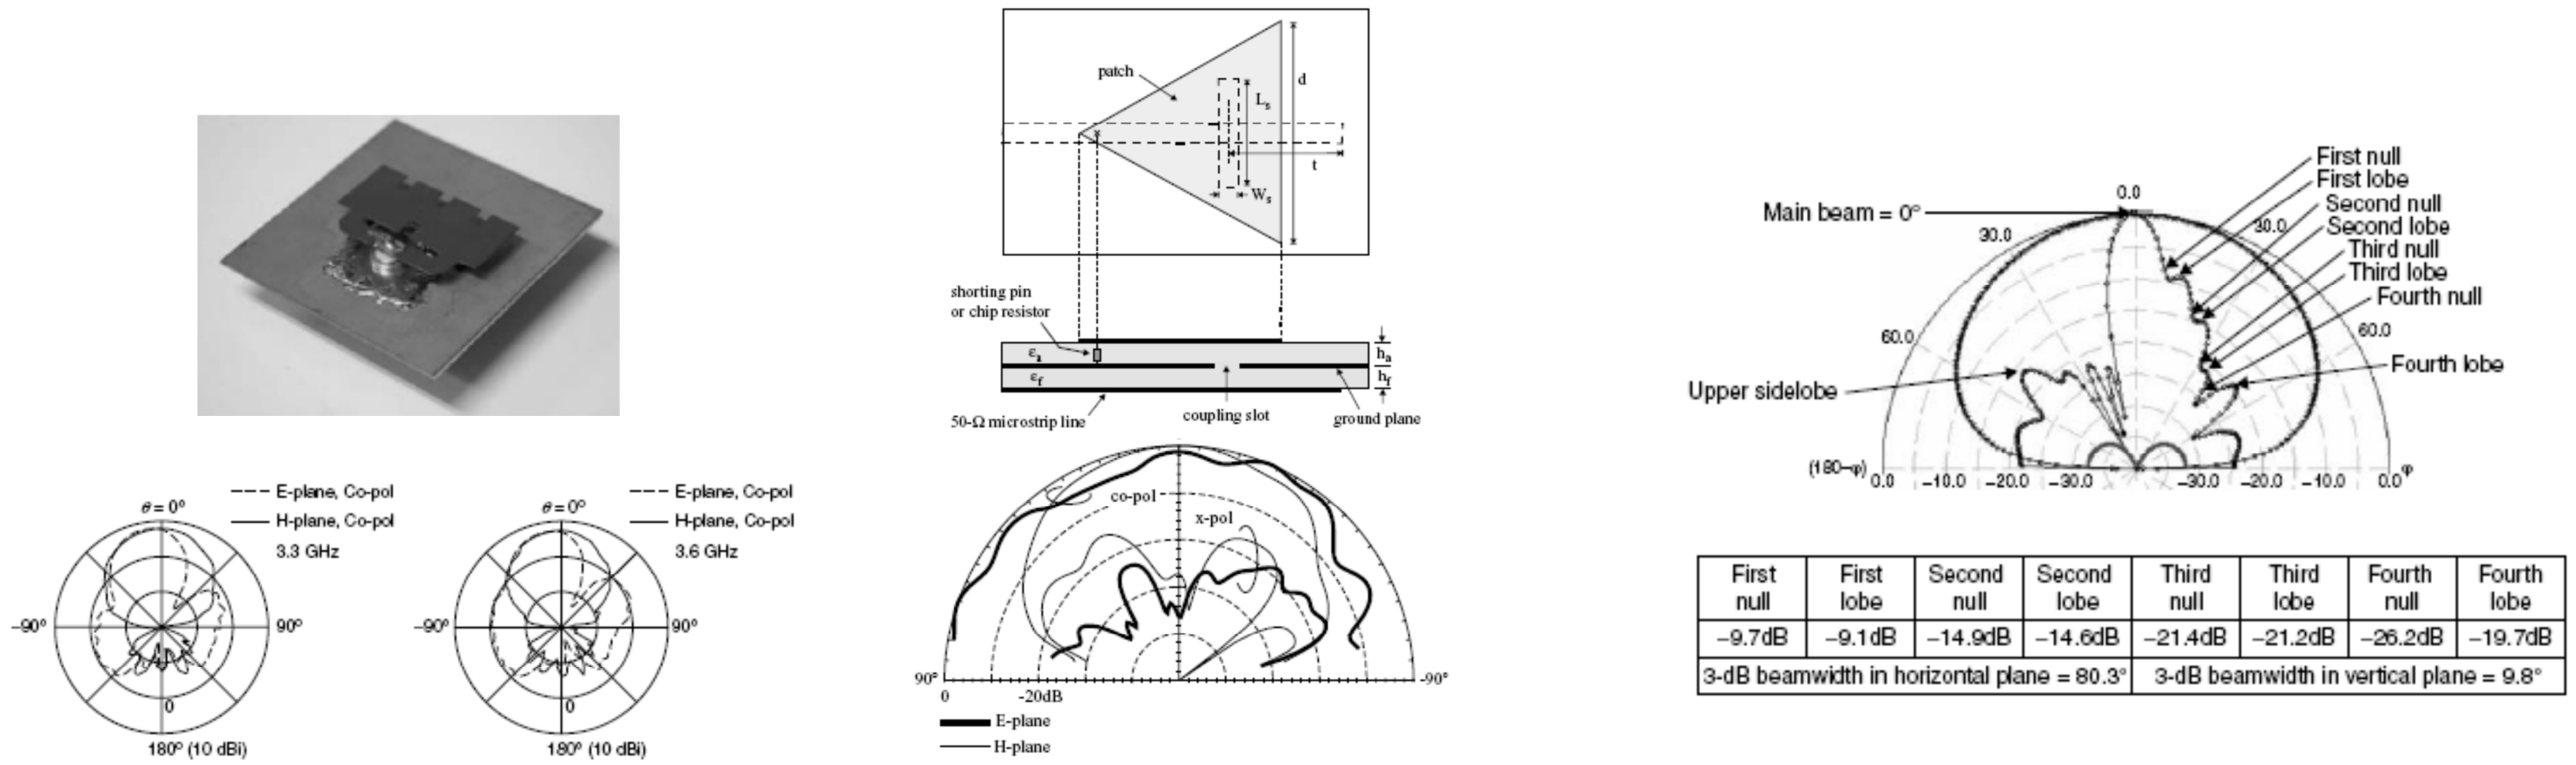 E-plane, Co-pol
H-plane, Co-pol
3.3 GHz
θ = 0°
–90°
90°
0
180° (10 dBi)
E-plane, Co-pol
H-plane, Co-pol
3.6 GHz
θ = 0°
–90°
90°
0
180° (10 dBi)
patch
d
Ls
t
Ws
shorting pin
or chip resistor
εa
ha
εf
hf
50-Ω microstrip line
coupling slot
ground plane
co-pol
x-pol
90°
-90°
0
-20dB
E-plane
H-plane
First null
First lobe
Second null
Second lobe
Third null
Third lobe
Fourth null
Fourth lobe
Main beam = 0°
0.0
30.0
30.0
60.0
60.0
Upper sidelobe
(180–φ) 0.0 –10.0 –20.0 –30.0 –30.0 –20.0 –10.0 0.0 φ
First null First lobe Second null Second lobe Third null Third lobe Fourth null Fourth lobe
–9.7dB –9.1dB –14.9dB –14.6dB –21.4dB –21.2dB –26.2dB –19.7dB
3-dB beamwidth in horizontal plane = 80.3° 3-dB beamwidth in vertical plane = 9.8°